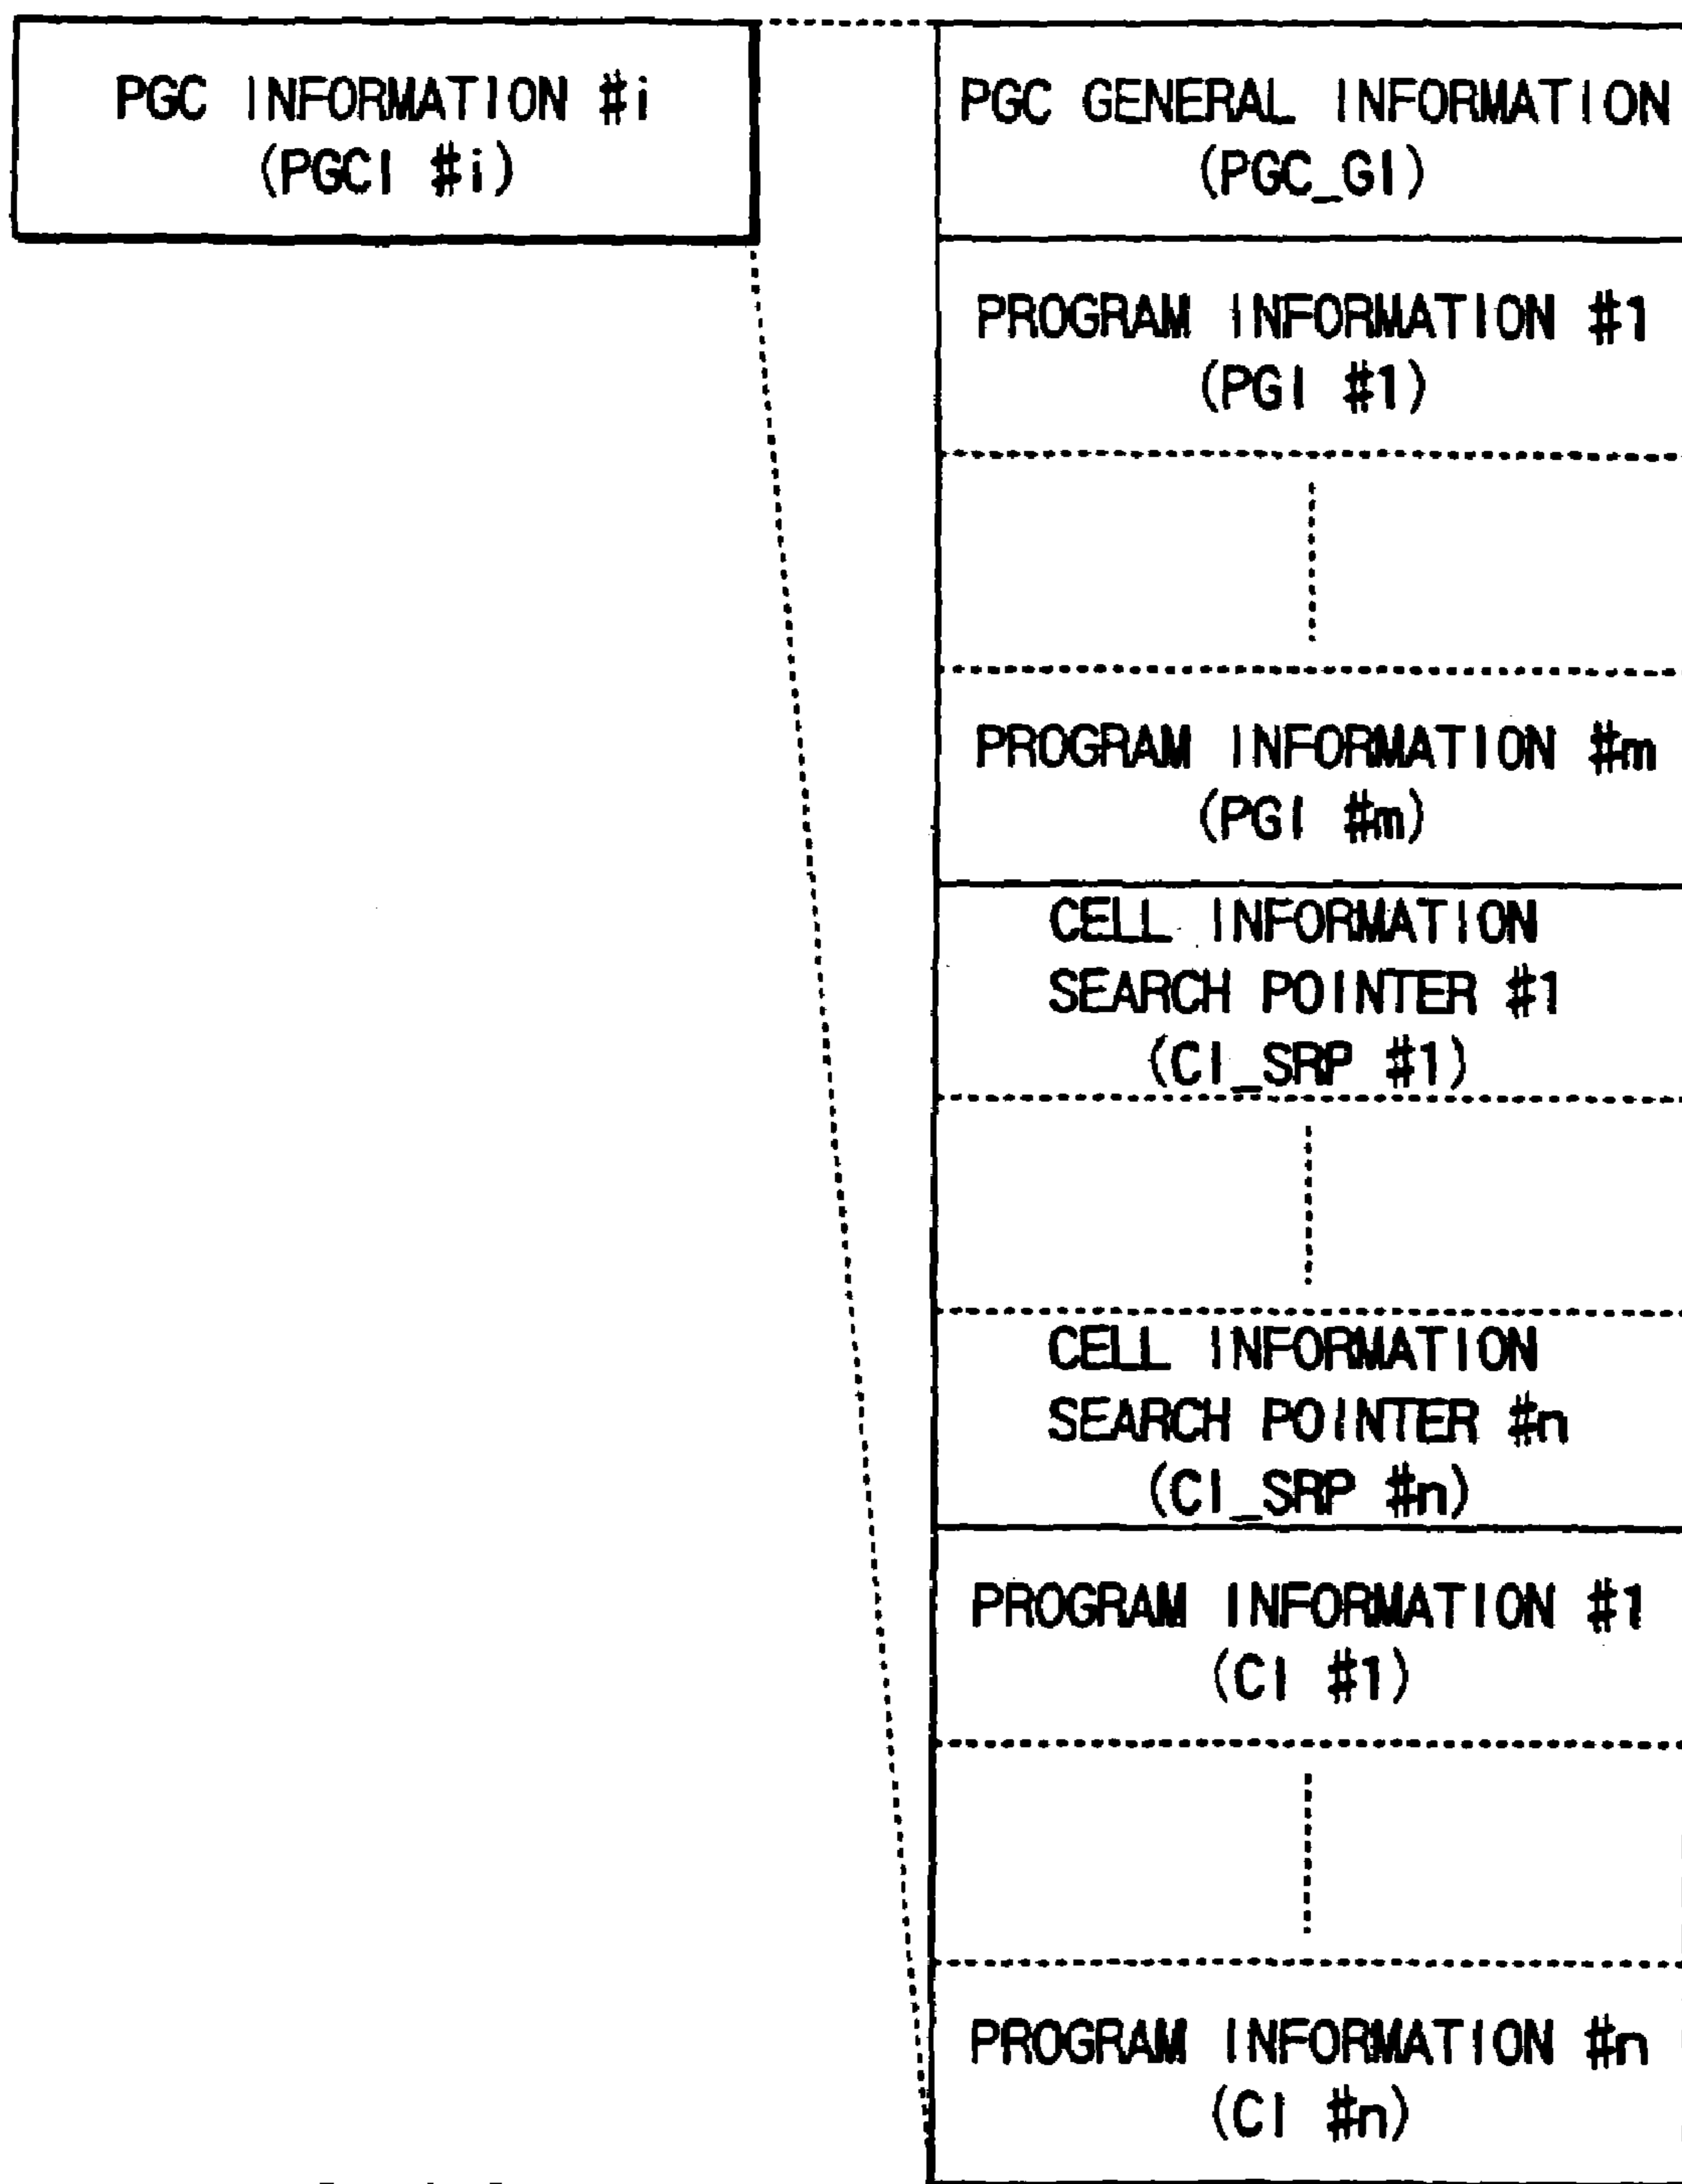 PGC INFORMATION #i
(PGCI #i)
PGC GENERAL INFORMATION
(PGC_GI)
PROGRAM INFORMATION #1
(PGI #1)
PROGRAM INFORMATION #m
(PGI #m)
CELL INFORMATION
SEARCH POINTER #1
(CI_SRP #1)
CELL INFORMATION
SEARCH POINTER #n
(CI_SRP #n)
PROGRAM INFORMATION #1
(CI #1)
PROGRAM INFORMATION #n
(CI #n)